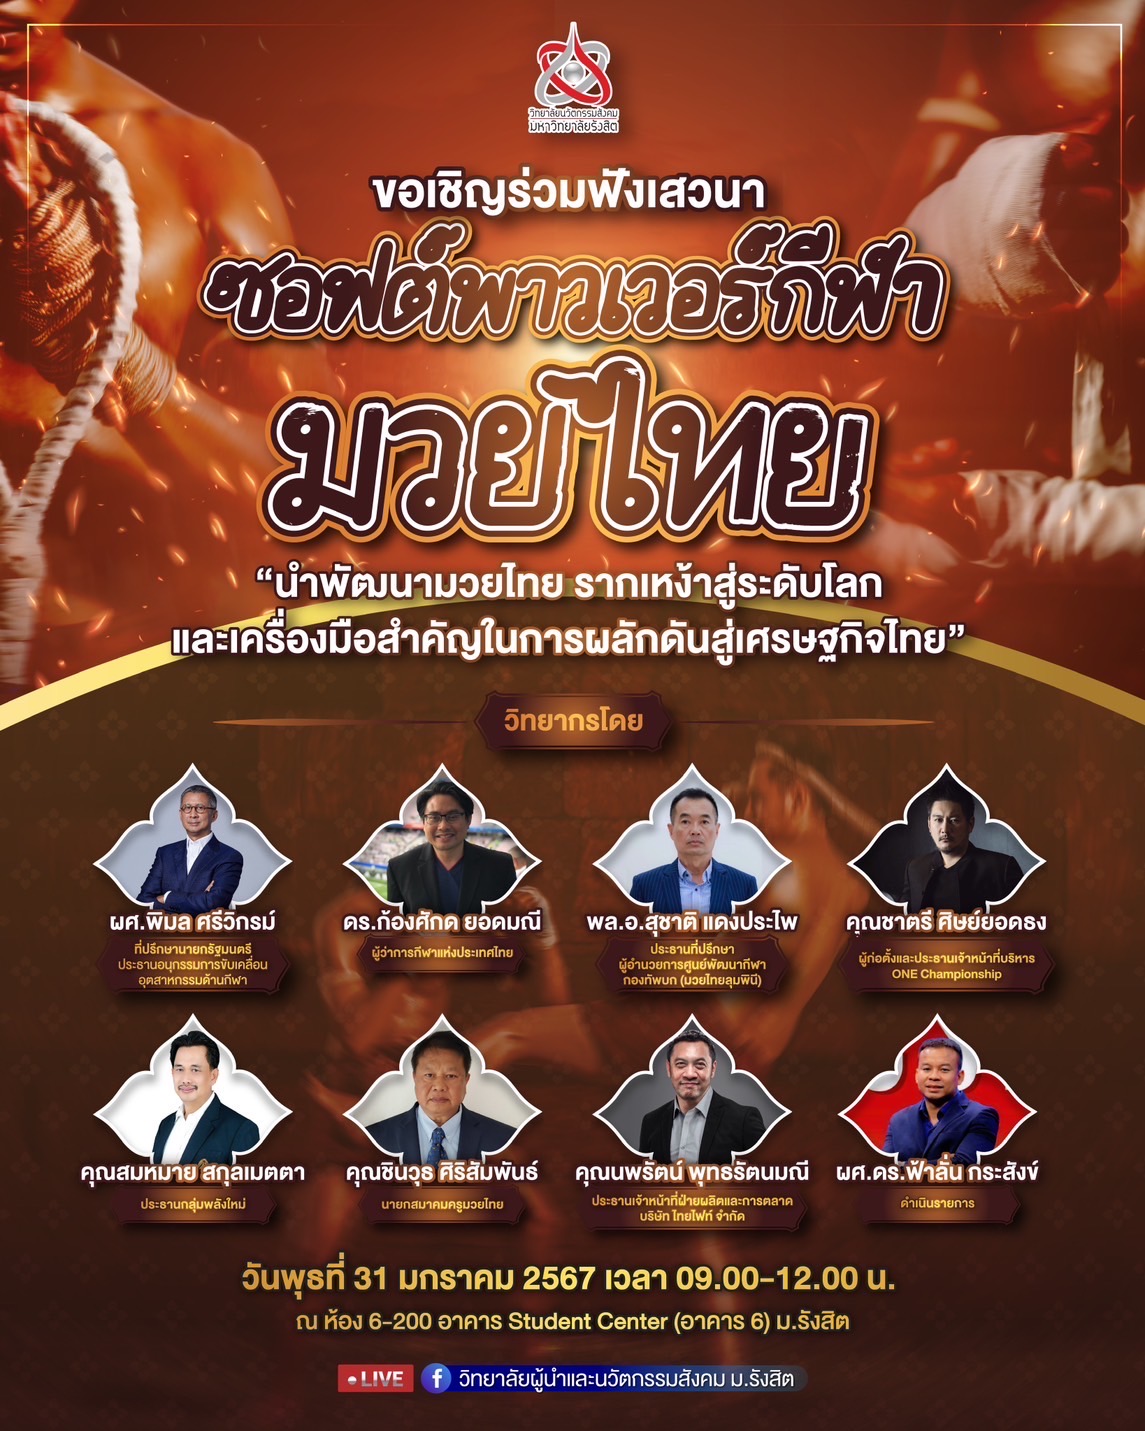 วิทยาลัยนวัตกรรมสังคม
มหาวิทยาลัยรังสิต
ขอเชิญร่วมฟังเสวนา
ซอฟต์พาวเวอร์กีฬา
มวยไทย
“นำพัฒนามวยไทย รากเหง้าสู่ระดับโลก
และเครื่องมือสำคัญในการผลักดันสู่เศรษฐกิจไทย”
วิทยากรโดย
ผศ.พิมล ศรีวิกรม์
ที่ปรึกษานายกรัฐมนตรี
ประธานอนุกรรมการขับเคลื่อน
อุตสาหกรรมด้านกีฬา
ดร.ก้องศักด ยอดมณี
ผู้ว่าการกีฬาแห่งประเทศไทย
พล.อ.สุชาติ แดงประไพ
ประธานที่ปรึกษา
ผู้อำนวยการศูนย์พัฒนากีฬา
กองทัพบก (มวยไทยลุมพินี)
คุณชาตรี ศิษย์ยอดธง
ผู้ก่อตั้งและประธานเจ้าหน้าที่บริหาร
ONE Championship
คุณสมหมาย สกุลเมตตา
ประธานกลุ่มพลังใหม่
คุณชินวุธ ศิริสัมพันธ์
นายกสมาคมครูมวยไทย
คุณนพรัตน์ พุทธรัตนมณี
ประธานเจ้าหน้าที่ฝ่ายผลิตและการตลาด
บริษัท ไทยไฟท์ จำกัด
ผศ.ดร.ฟ้าลั่น กระสังข์
ดำเนินรายการ
วันพุธที่ 31 มกราคม 2567 เวลา 09.00-12.00 น.
ณ ห้อง 6-200 อาคาร Student Center (อาคาร 6) ม.รังสิต
LIVE f วิทยาลัยผู้นำและนวัตกรรมสังคม ม.รังสิต